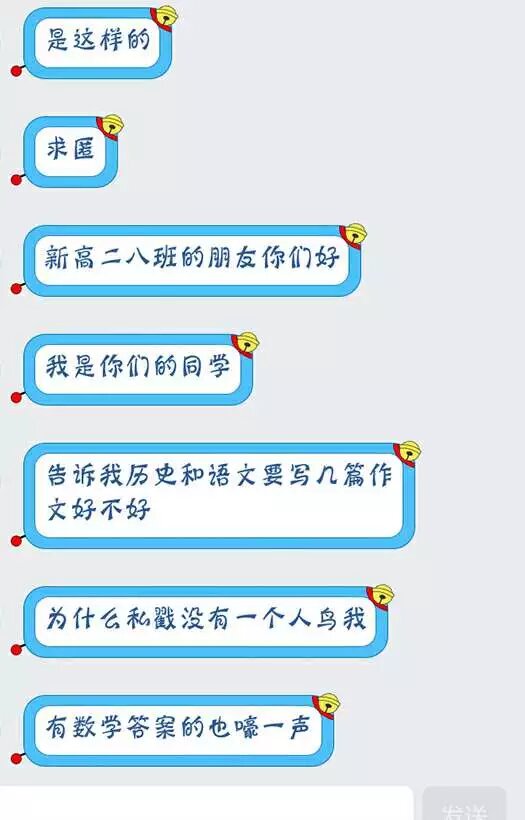 是这样的
求匿
新高二八班的朋友你们好
我是你们的同学
告诉我历史和语文要写几篇作
文好不好
为什么私戳没有一个人鸟我
有数学答案的也嚎一声
发送